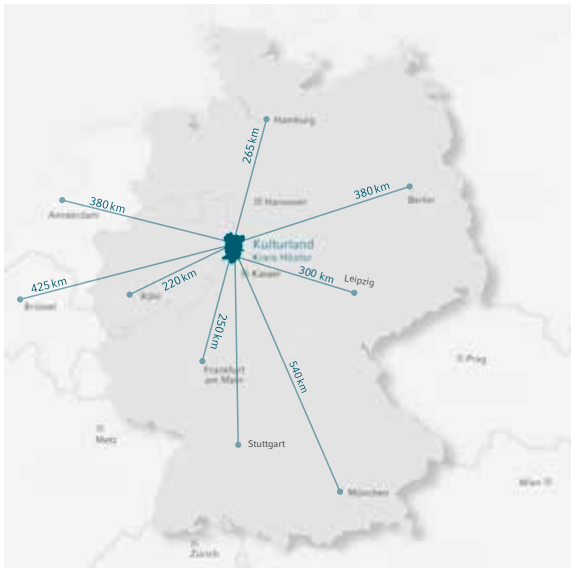 Hamburg
265 km
380 km
Hannover
380 km
Berlin
Amsterdam
Kulturland
Kreis Höxter
Kassel
300 km
Leipzig
425 km
220 km
Köln
Brüssel
250 km
Frankfurt
am Main
540 km
Prag
Metz
Stuttgart
München
Wien
Zürich